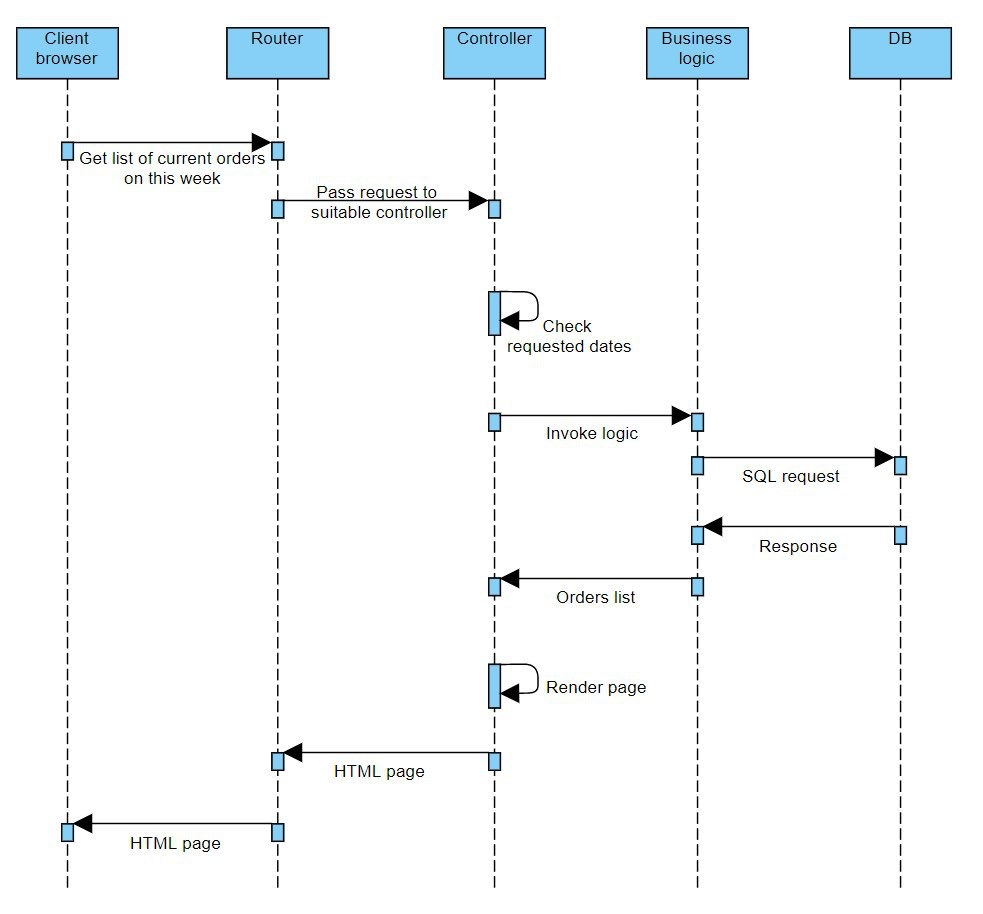 Client
browser
Router
Controller
Business
logic
DB
Get list of current orders
on this week
Pass request to
suitable controller
Check
requested dates
Invoke logic
SQL request
Response
Orders list
Render page
HTML page
HTML page